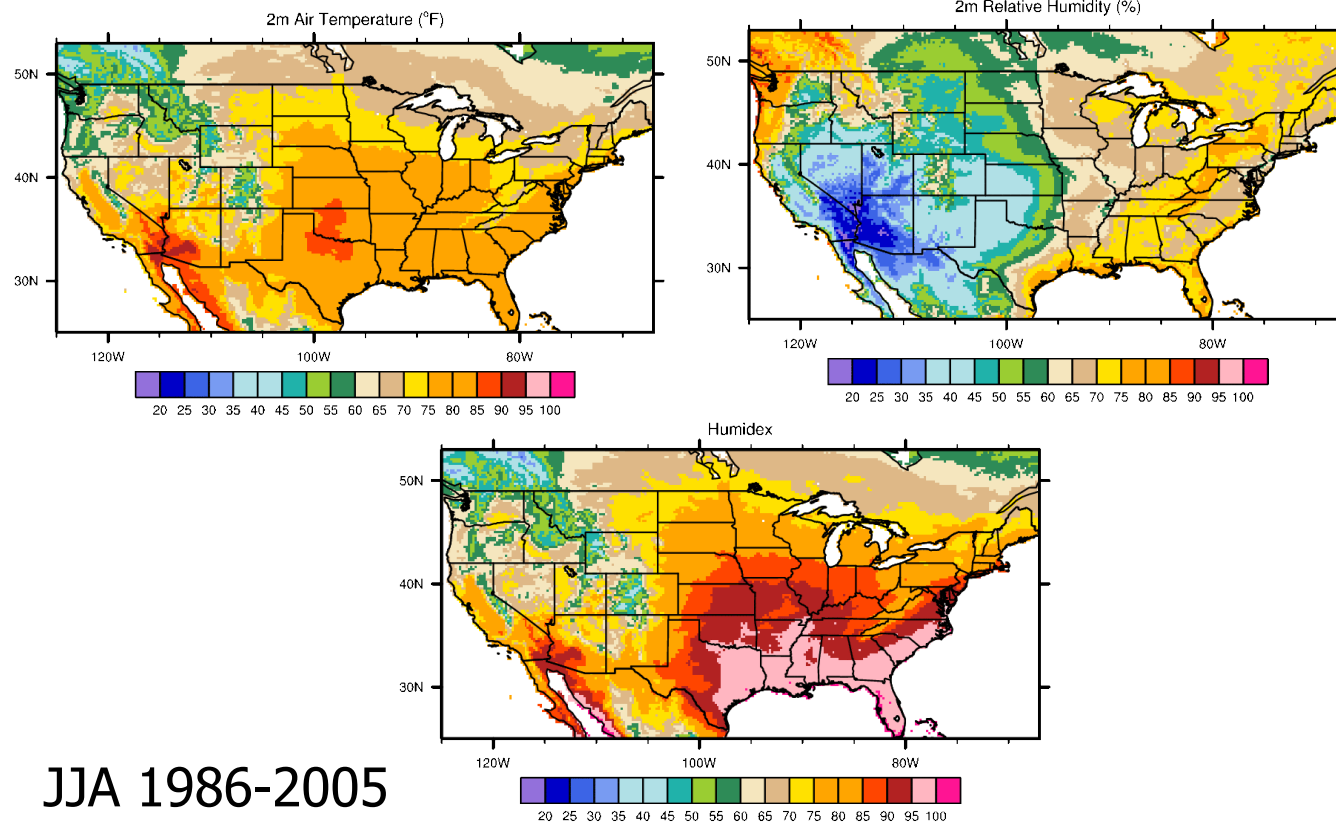 2m Air Temperature (°F)
50N
40N
30N
120W 100W 80W
20 25 30 35 40 45 50 55 60 65 70 75 80 85 90 95 100
2m Relative Humidity (%)
50N
40N
30N
120W 100W 80W
20 25 30 35 40 45 50 55 60 65 70 75 80 85 90 95 100
Humidex
50N
40N
30N
120W 100W 80W
20 25 30 35 40 45 50 55 60 65 70 75 80 85 90 95 100
JJA 1986-2005